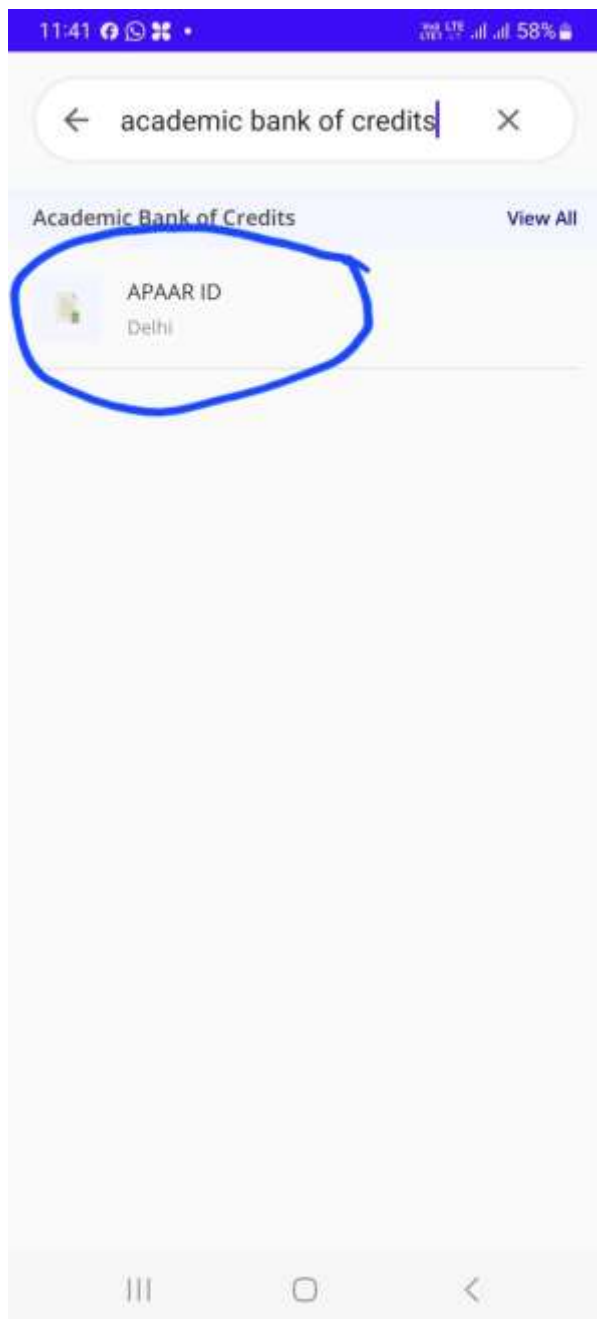 11:41 58%
academic bank of credits
Academic Bank of Credits View All
APAAR ID
Delhi